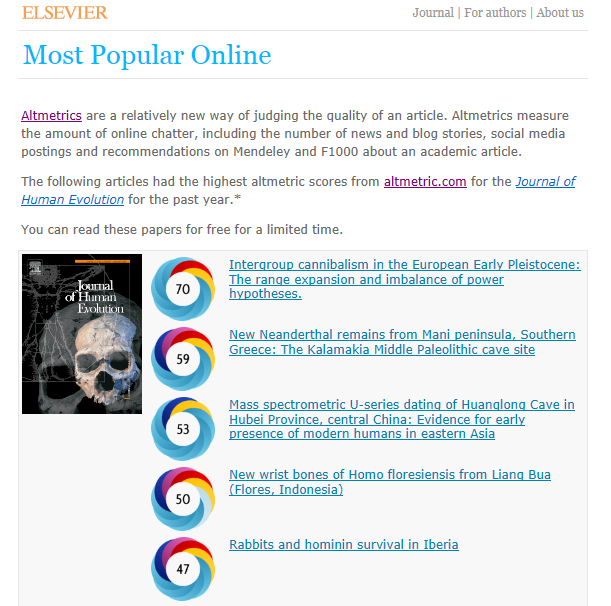 ELSEVIER
Journal | For authors | About us
Most Popular Online
Altmetrics are a relatively new way of judging the quality of an article. Altmetrics measure
the amount of online chatter, including the number of news and blog stories, social media
postings and recommendations on Mendeley and F1000 about an academic article.
The following articles had the highest altmetric scores from altmetric.com for the Journal of
Human Evolution for the past year.*
You can read these papers for free for a limited time.
Journal
of Human
Evolution
70
Intergroup cannibalism in the European Early Pleistocene:
The range expansion and imbalance of power
hypotheses.
59
New Neanderthal remains from Mani peninsula, Southern
Greece: The Kalamakia Middle Paleolithic cave site
53
Mass spectrometric U-series dating of Huanglong Cave in
Hubei Province, central China: Evidence for early
presence of modern humans in eastern Asia
50
New wrist bones of Homo floresiensis from Liang Bua
(Flores, Indonesia)
47
Rabbits and hominin survival in Iberia